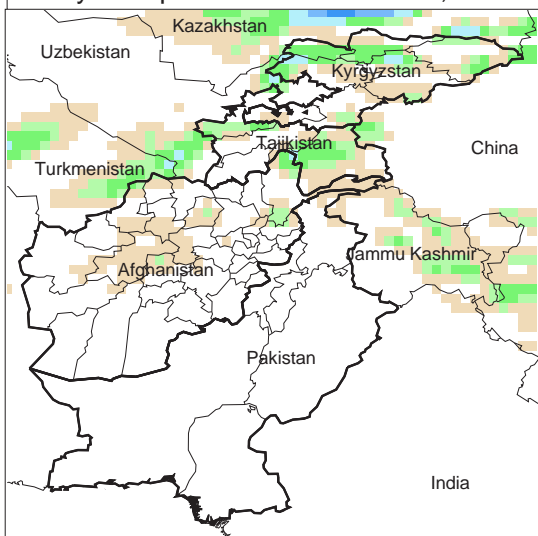 Kazakhstan
Uzbekistan
Kyrgyzstan
Tajikistan
China
Turkmenistan
Jammu Kashmir
Afghanistan
Pakistan
India